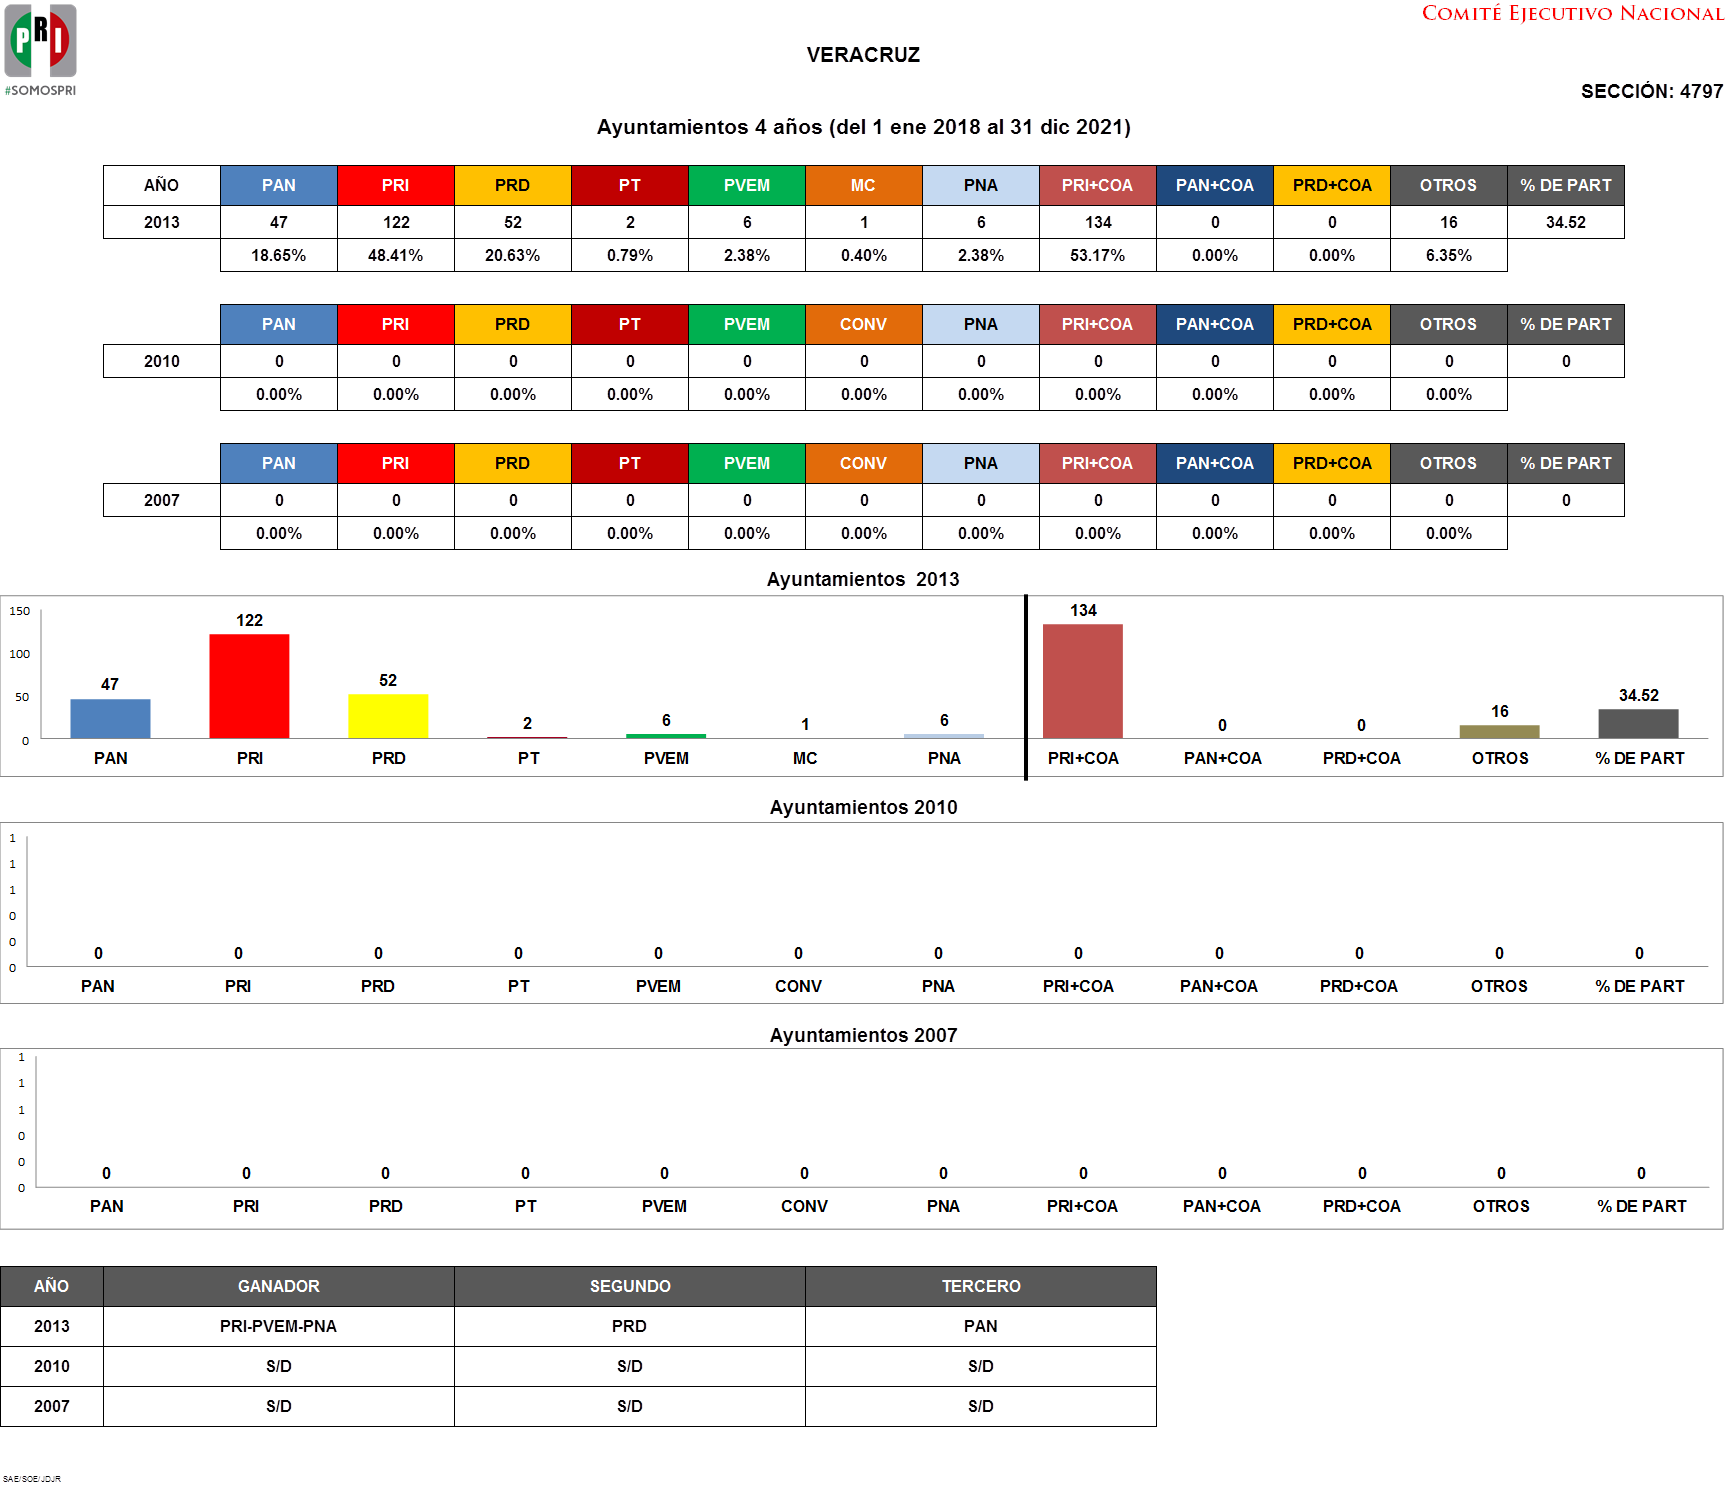 COMITÉ EJECUTIVO NACIONAL
PRI
#SOMOSPRI
VERACRUZ
SECCIÓN: 4797
Ayuntamientos 4 años (del 1 ene 2018 al 31 dic 2021)
AÑO PAN PRI PRD PT PVEM MC PNA PRI+COA PAN+COA PRD+COA OTROS % DE PART
2013 47 122 52 2 6 1 6 134 0 0 16 34.52
18.65% 48.41% 20.63% 0.79% 2.38% 0.40% 2.38% 53.17% 0.00% 0.00% 6.35%
PAN PRI PRD PT PVEM CONV PNA PRI+COA PAN+COA PRD+COA OTROS % DE PART
2010 0 0 0 0 0 0 0 0 0 0 0 0
0.00% 0.00% 0.00% 0.00% 0.00% 0.00% 0.00% 0.00% 0.00% 0.00% 0.00%
PAN PRI PRD PT PVEM CONV PNA PRI+COA PAN+COA PRD+COA OTROS % DE PART
2007 0 0 0 0 0 0 0 0 0 0 0 0
0.00% 0.00% 0.00% 0.00% 0.00% 0.00% 0.00% 0.00% 0.00% 0.00% 0.00%
Ayuntamientos 2013
150
100
50
0
47 122 52 2 6 1 6 134 0 0 16 34.52
PAN PRI PRD PT PVEM MC PNA PRI+COA PAN+COA PRD+COA OTROS % DE PART
Ayuntamientos 2010
1
1
1
0
0
0
0 0 0 0 0 0 0 0 0 0 0 0
PAN PRI PRD PT PVEM CONV PNA PRI+COA PAN+COA PRD+COA OTROS % DE PART
Ayuntamientos 2007
1
1
1
0
0
0
0 0 0 0 0 0 0 0 0 0 0 0
PAN PRI PRD PT PVEM CONV PNA PRI+COA PAN+COA PRD+COA OTROS % DE PART
AÑO GANADOR SEGUNDO TERCERO
2013 PRI-PVEM-PNA PRD PAN
2010 S/D S/D S/D
2007 S/D S/D S/D
SAE/SOE/JDJR